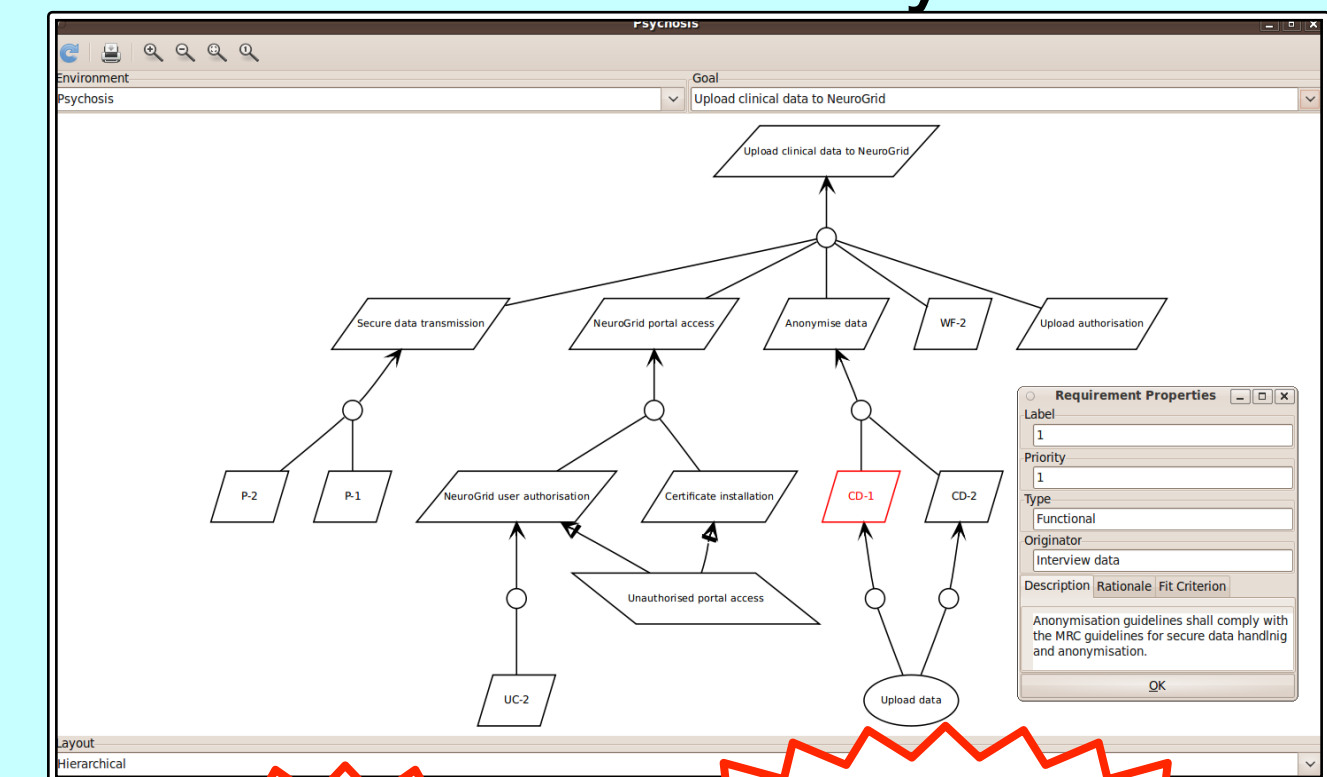 Psychosis
Environment
Goal
Psychosis
Upload clinical data to NeuroGrid
Upload clinical data to NeuroGrid
Secure data transmission
NeuroGrid portal access
Anonymise data
WF-2
Upload authorisation
P-2
P-1
NeuroGrid user authorisation
Certificate installation
CD-1
CD-2
Unauthorised portal access
UC-2
Upload data
Requirement Properties
Label
1
Priority
1
Type
Functional
Originator
Interview data
Description Rationale Fit Criterion
Anonymisation guidelines shall comply with
the MRC guidelines for secure data handlnig
and anonymisation.
OK
Layout
Hierarchical